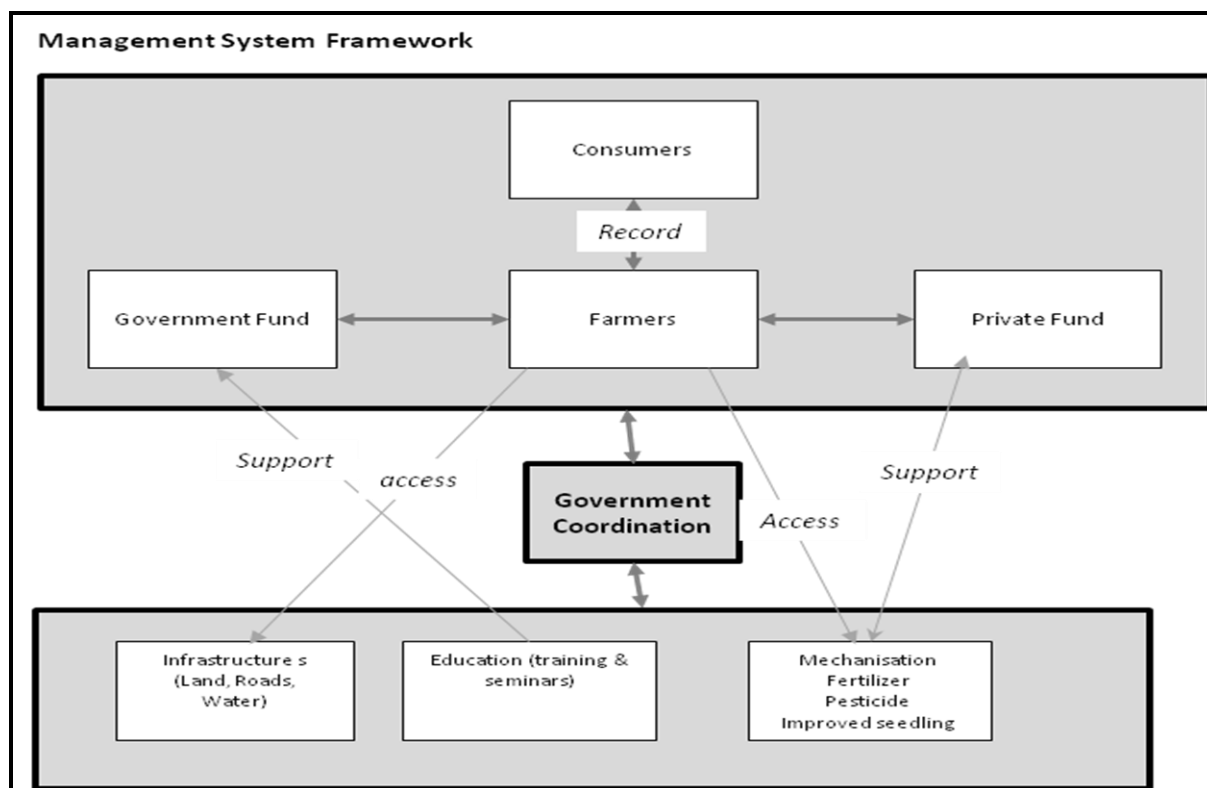 Management System Framework
Consumers
Record
Government Fund
Farmers
Private Fund
Support
access
Government
Coordination
Access
Support
Infrastructure s
(Land, Roads,
Water)
Education (training &
seminars)
Mechanisation
Fertilizer
Pesticide
Improved seedling